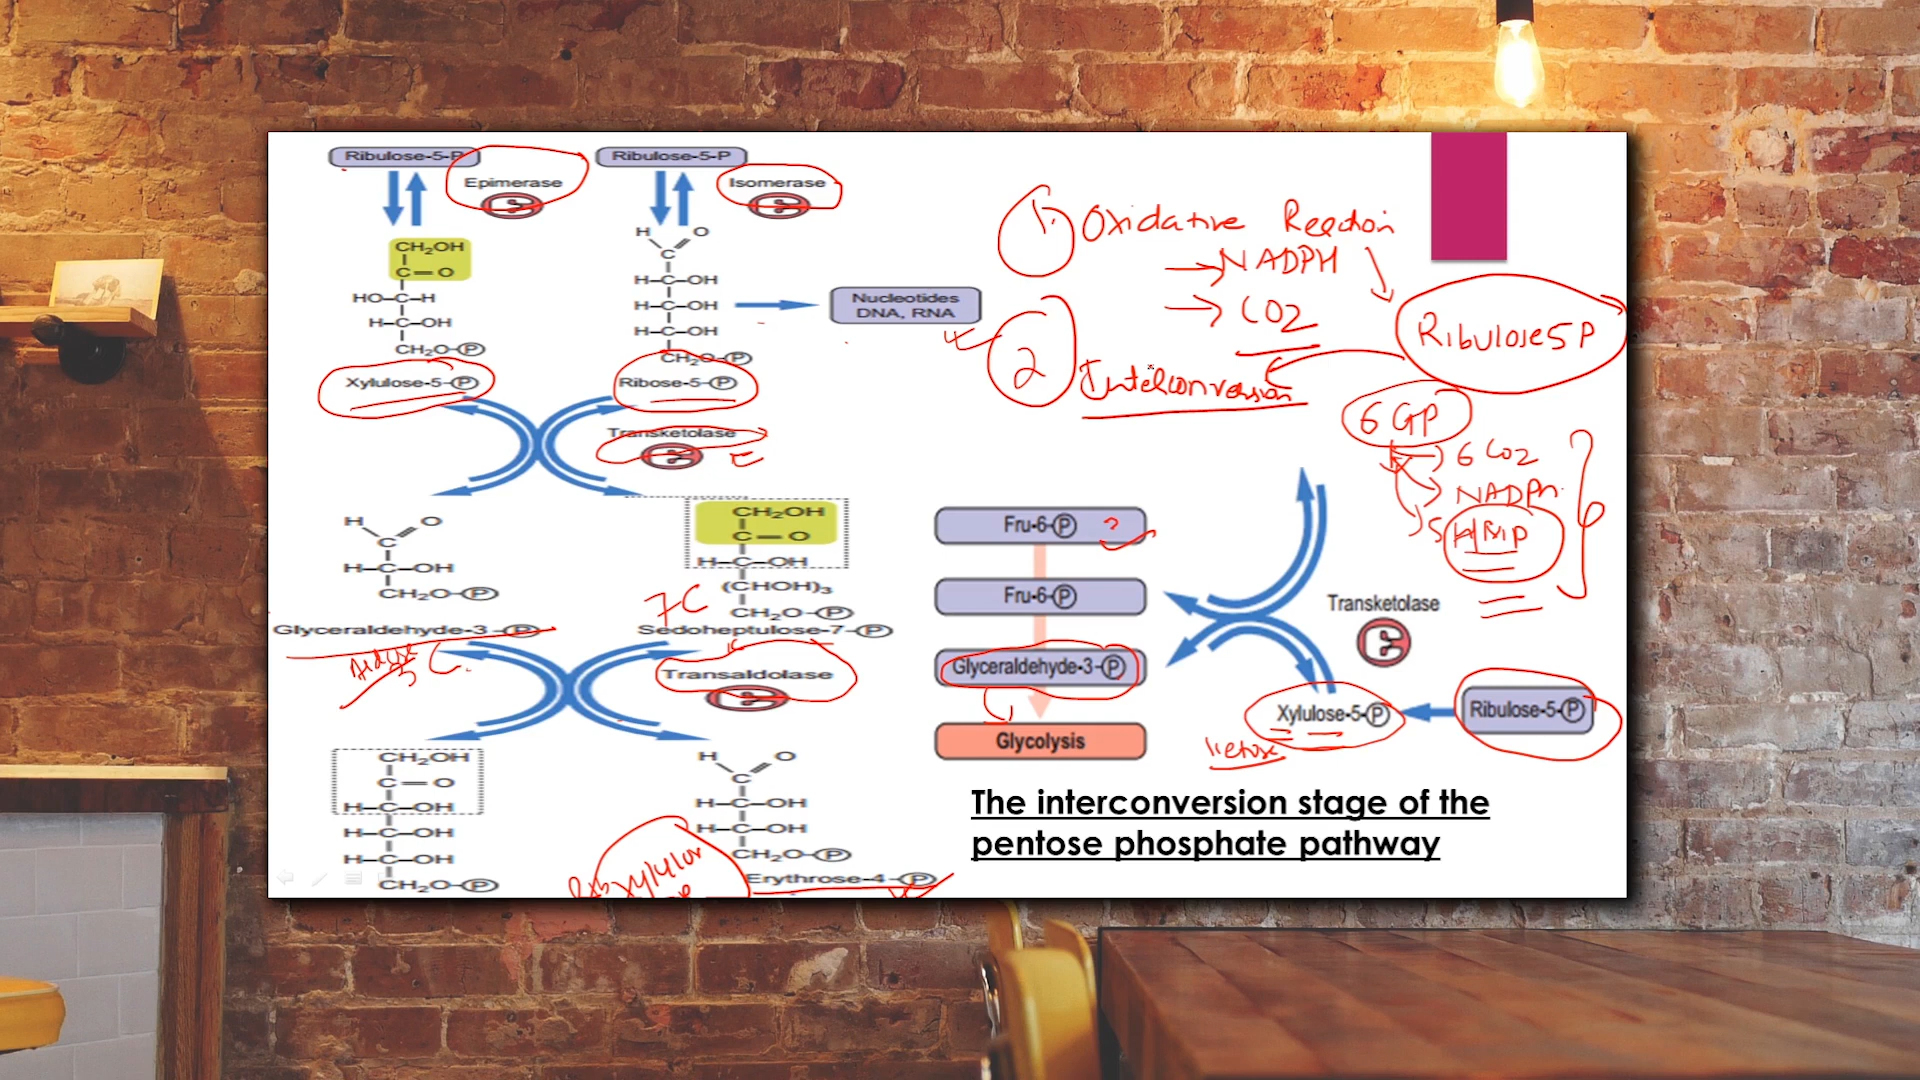 Ribulose-5-P
Epimerase
CH₂OH
C=O
HO-C-H
H-C-OH
CH₂O-P
Xylulose-5-P
Ribulose-5-P
Isomerase
H O
C
H-C-OH
H-C-OH
H-C-OH
CH₂O-P
Ribose-5-P
Nucleotides
DNA, RNA
Transketolase
E
H O
C
H-C-OH
CH₂O-P
Glyceraldehyde-3-P
3 C.
CH₂OH
C=O
H-C-OH
(CHOH)₃
7C
CH₂O-P
Sedoheptulose-7-P
Transaldolase
CH₂OH
C=O
H-C-OH
H-C-OH
H-C-OH
CH₂O-P
H O
C
H-C-OH
H-C-OH
CH₂O-P
Erythrose-4-P
1. Oxidative Reaction
→NADPH
→ CO2
Ribulose5P
2 Interconversion
6 GP
6 CO2
NADPH
5 HMP
Fru-6-P
Fru-6-P
Glyceraldehyde-3-P
Glycolysis
Transketolase
Xylulose-5-P
Ribulose-5-P
ketose
The interconversion stage of the
pentose phosphate pathway